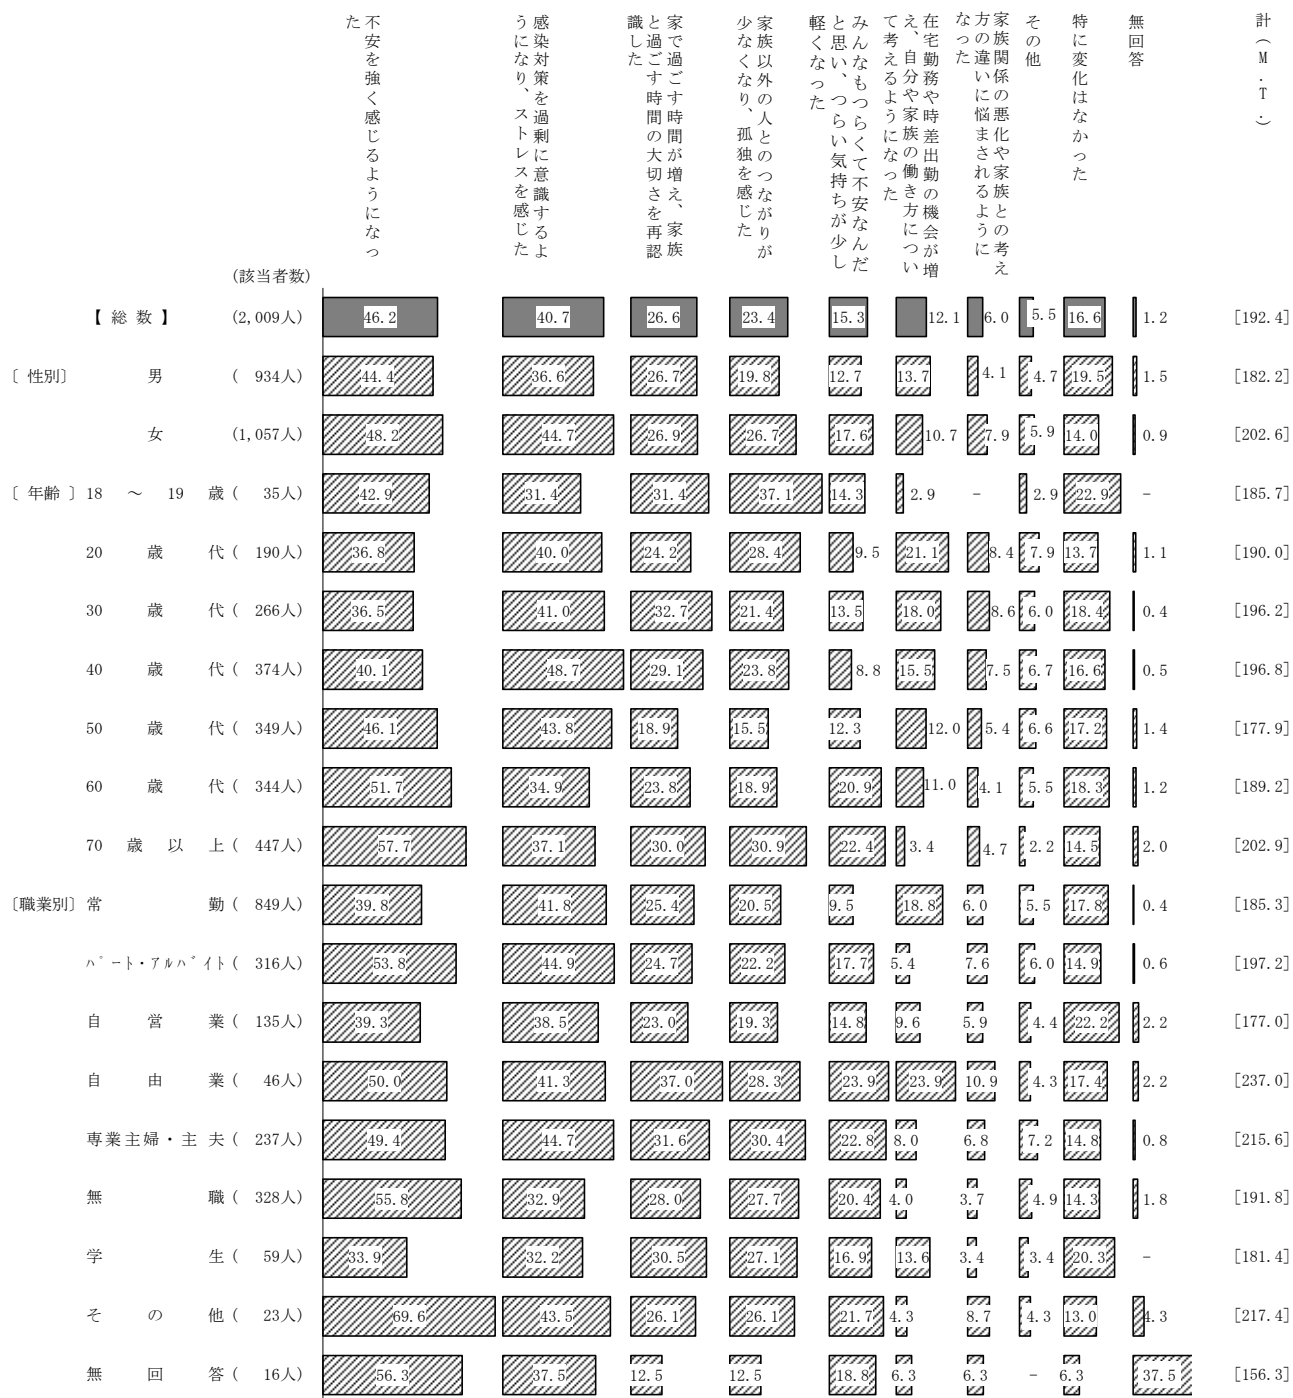 不安を強く感じるようになっ
た
感染対策を過剰に意識するよ
うになり、ストレスを感じた
家で過ごす時間が増え、家族
と過ごす時間の大切さを再認
識した
家族以外の人とのつながりが
少なくなり、孤独を感じた
みんなもつらくて不安なんだ
と思い、つらい気持ちが少し
軽くなった
在宅勤務や時差出勤の機会が増
え、自分や家族の働き方につい
て考えるようになった
家族関係の悪化や家族との考え
方の違いに悩まされるように
なった
その他
特に変化はなかった
無回答
計(M.T.)
(該当者数)
【 総 数 】 (2,009人) 46.2 40.7 26.6 23.4 15.3 12.1 6.0 5.5 16.6 1.2 [192.4]
〔 性別〕 男 ( 934人) 44.4 36.6 26.7 19.8 12.7 13.7 4.1 4.7 19.5 1.5 [182.2]
女 (1,057人) 48.2 44.7 26.9 26.7 17.6 10.7 7.9 5.9 14.0 0.9 [202.6]
〔 年齢 〕 18 ～ 19 歳 ( 35人) 42.9 31.4 31.4 37.1 14.3 2.9 - 2.9 22.9 - [185.7]
20 歳 代 ( 190人) 36.8 40.0 24.2 28.4 9.5 21.1 8.4 7.9 13.7 1.1 [190.0]
30 歳 代 ( 266人) 36.5 41.0 32.7 21.4 13.5 18.0 8.6 6.0 18.4 0.4 [196.2]
40 歳 代 ( 374人) 40.1 48.7 29.1 23.8 8.8 15.5 7.5 6.7 16.6 0.5 [196.8]
50 歳 代 ( 349人) 46.1 43.8 18.9 15.5 12.3 12.0 5.4 6.6 17.2 1.4 [177.9]
60 歳 代 ( 344人) 51.7 34.9 23.8 18.9 20.9 11.0 4.1 5.5 18.3 1.2 [189.2]
70 歳 以 上 ( 447人) 57.7 37.1 30.0 30.9 22.4 3.4 4.7 2.2 14.5 2.0 [202.9]
〔職業別〕 常 勤 ( 849人) 39.8 41.8 25.4 20.5 9.5 18.8 6.0 5.5 17.8 0.4 [185.3]
ﾊﾟｰﾄ・ｱﾙﾊﾞｲﾄ ( 316人) 53.8 44.9 24.7 22.2 17.7 5.4 7.6 6.0 14.9 0.6 [197.2]
自 営 業 ( 135人) 39.3 38.5 23.0 19.3 14.8 9.6 5.9 4.4 22.2 2.2 [177.0]
自 由 業 ( 46人) 50.0 41.3 37.0 28.3 23.9 23.9 10.9 4.3 17.4 2.2 [237.0]
専業主婦・主 夫 ( 237人) 49.4 44.7 31.6 30.4 22.8 8.0 6.8 7.2 14.8 0.8 [215.6]
無 職 ( 328人) 55.8 32.9 28.0 27.7 20.4 4.0 3.7 4.9 14.3 1.8 [191.8]
学 生 ( 59人) 33.9 32.2 30.5 27.1 16.9 13.6 3.4 3.4 20.3 - [181.4]
そ の 他 ( 23人) 69.6 43.5 26.1 26.1 21.7 4.3 8.7 4.3 13.0 4.3 [217.4]
無 回 答 ( 16人) 56.3 37.5 12.5 12.5 18.8 6.3 6.3 - 6.3 37.5 [156.3]